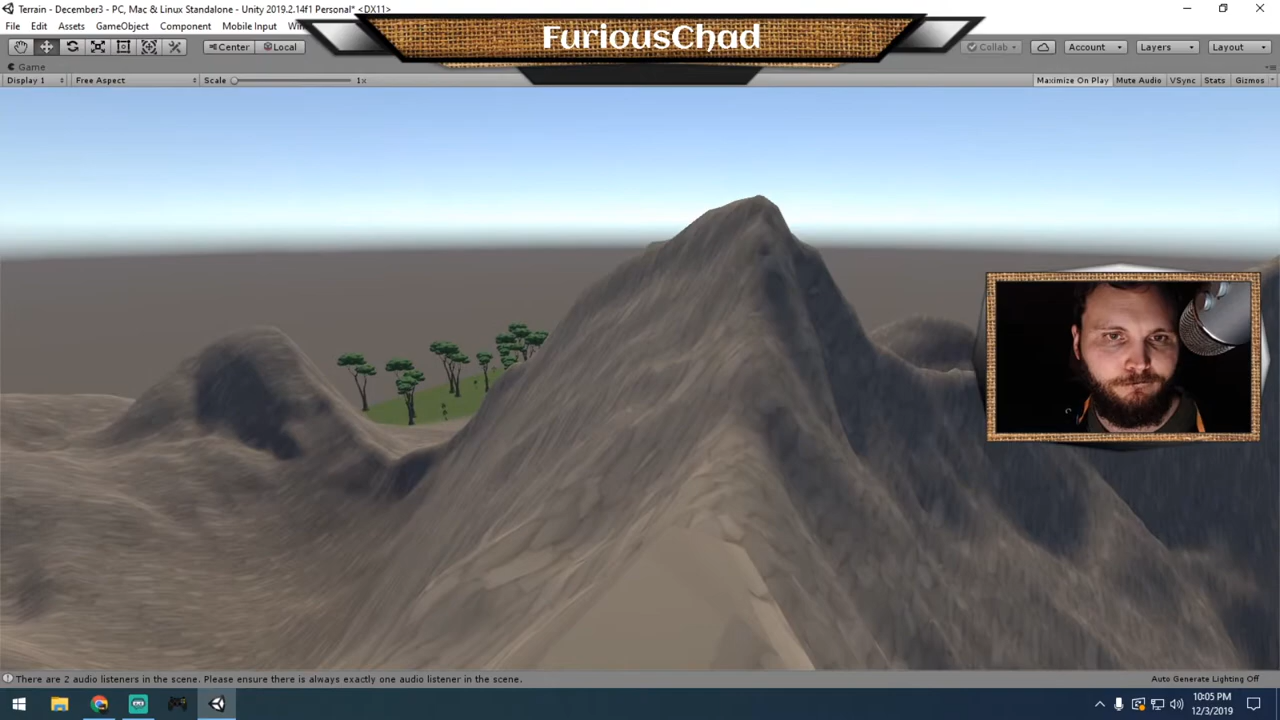 Terrain - December3 - PC, Mac & Linux Standalone - Unity 2019.2.14f1 Personal* <DX11>
File Edit Assets GameObject Component Mobile Input Win
FuriousChad
Center Local Collab Account Layers Layout
Game
Display 1 Free Aspect Scale 1x Maximize On Play Mute Audio VSync Stats Gizmos
There are 2 audio listeners in the scene. Please ensure there is always exactly one audio listener in the scene.
Auto Generate Lighting Off
10:05 PM
12/3/2019